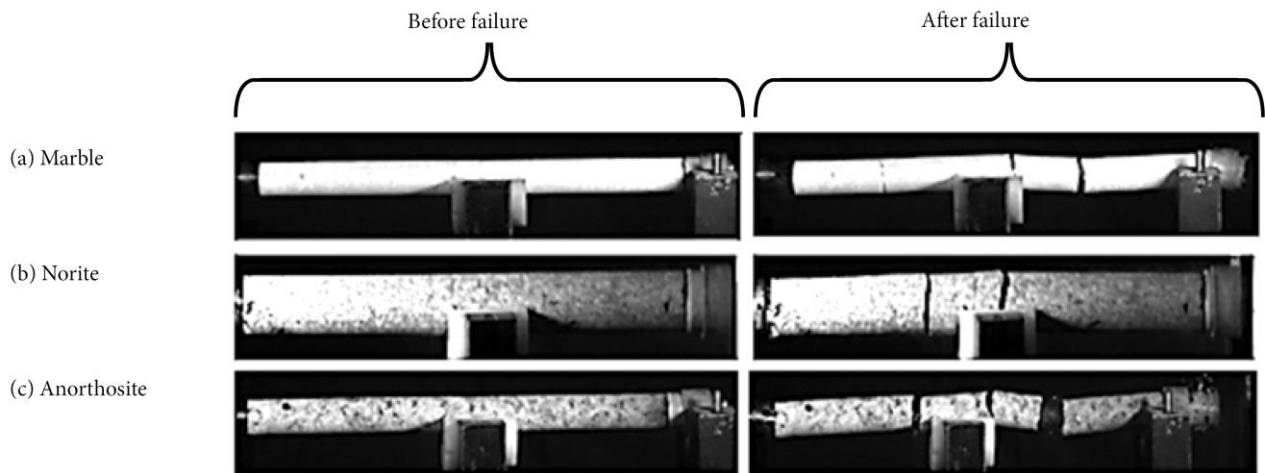 Before failure
After failure
(a) Marble
(b) Norite
(c) Anorthosite